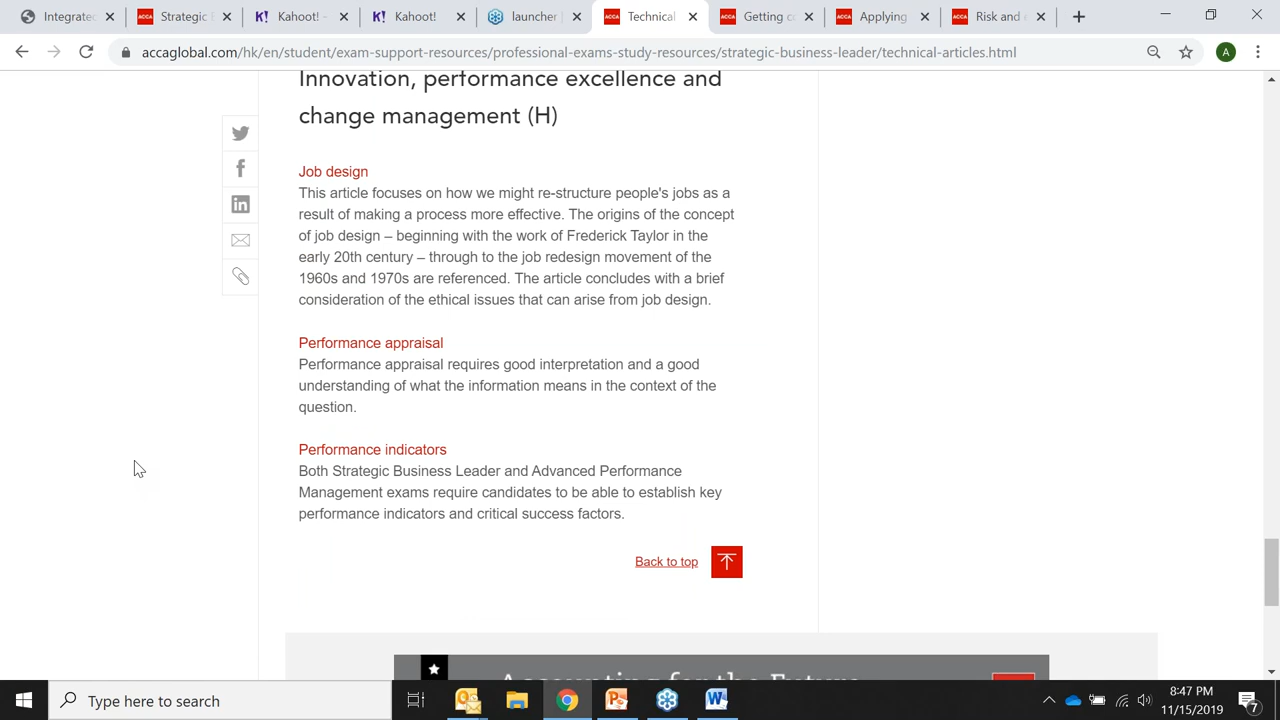 Integrated
ACCA
Strategic
Kahoot! -
Kahoot!
launcher
ACCA
Technical
ACCA
Getting c
ACCA
Applying
ACCA
Risk and
accaglobal.com/hk/en/student/exam-support-resources/professional-exams-study-resources/strategic-business-leader/technical-articles.html
A
Innovation, performance excellence and
change management (H)
Job design
This article focuses on how we might re-structure people's jobs as a
result of making a process more effective. The origins of the concept
of job design – beginning with the work of Frederick Taylor in the
early 20th century – through to the job redesign movement of the
1960s and 1970s are referenced. The article concludes with a brief
consideration of the ethical issues that can arise from job design.
Performance appraisal
Performance appraisal requires good interpretation and a good
understanding of what the information means in the context of the
question.
Performance indicators
Both Strategic Business Leader and Advanced Performance
Management exams require candidates to be able to establish key
performance indicators and critical success factors.
Back to top
Accounting for the Future
Type here to search
8:47 PM
11/15/2019
7